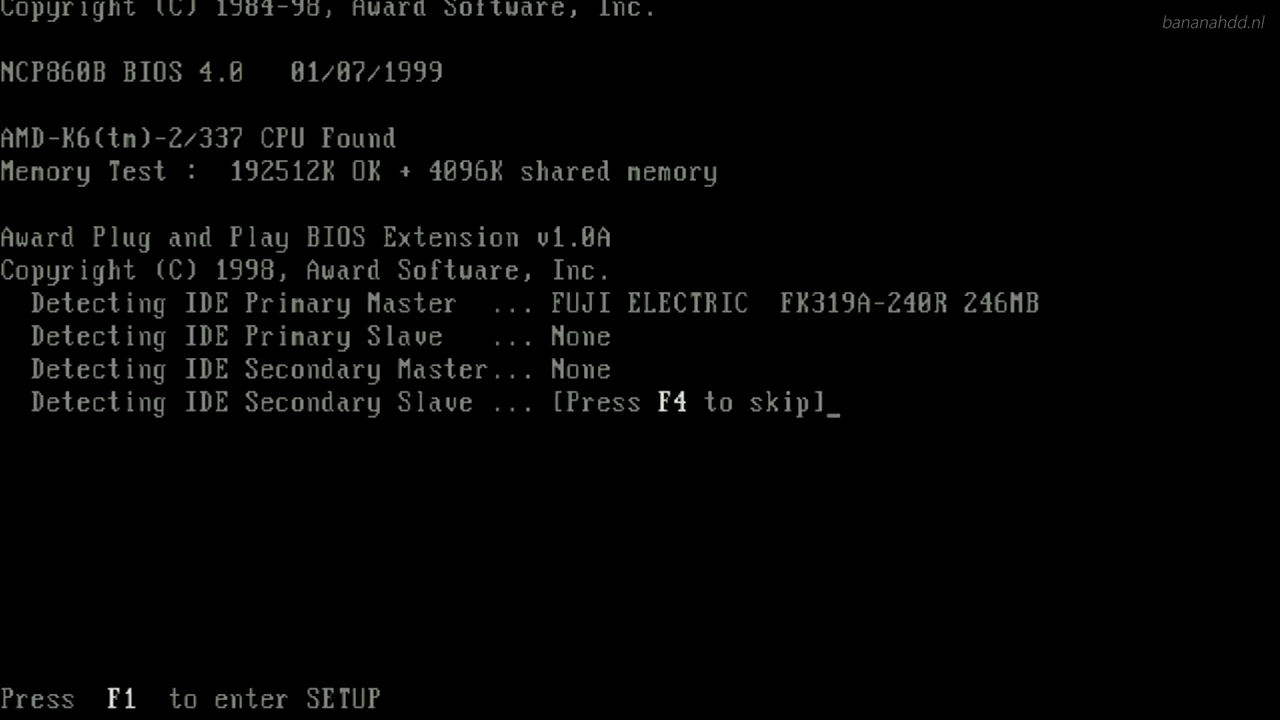 Copyright (C) 1984-98, Award Software, Inc.
bananahdd.nl
NCP860B BIOS 4.0   01/07/1999
AMD-K6(tm)-2/337 CPU Found
Memory Test :  192512K OK + 4096K shared memory
Award Plug and Play BIOS Extension v1.0A
Copyright (C) 1998, Award Software, Inc.
  Detecting IDE Primary Master   ... FUJI ELECTRIC  FK319A-240R 246MB
  Detecting IDE Primary Slave    ... None
  Detecting IDE Secondary Master... None
  Detecting IDE Secondary Slave ... [Press F4 to skip]_
Press  F1  to enter SETUP